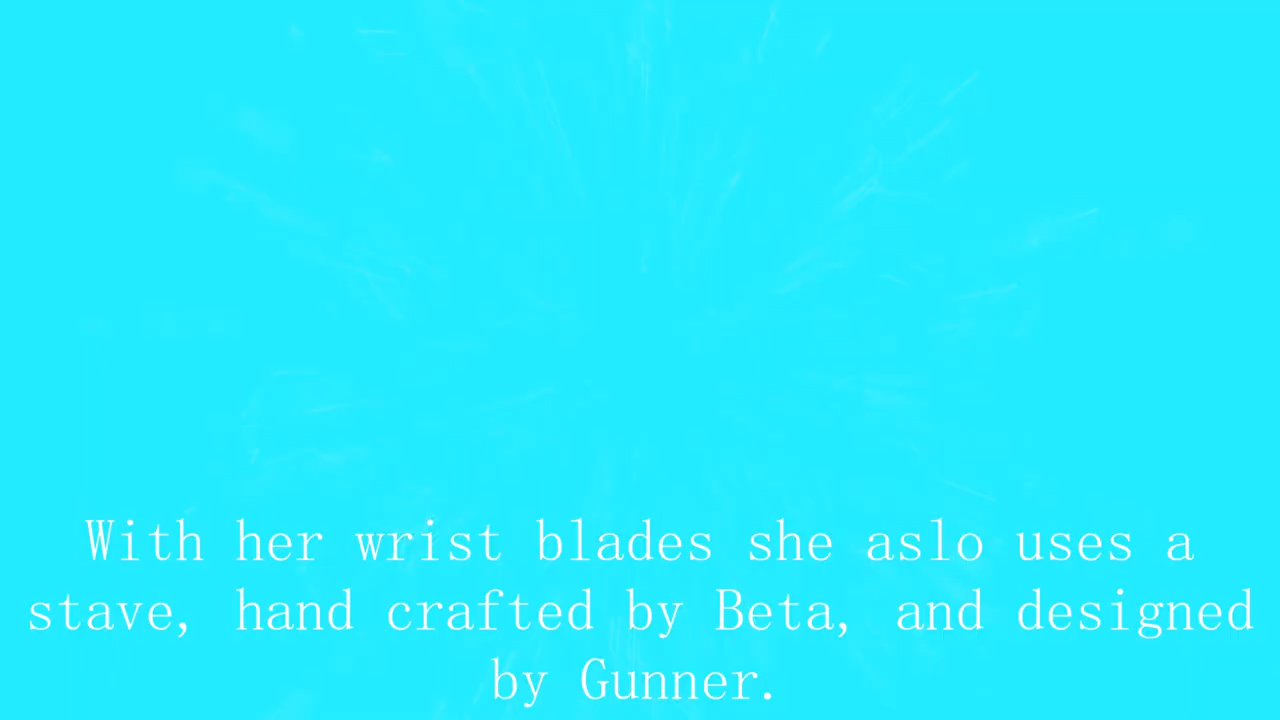 With her wrist blades she aslo uses a
stave, hand crafted by Beta, and designed
by Gunner.